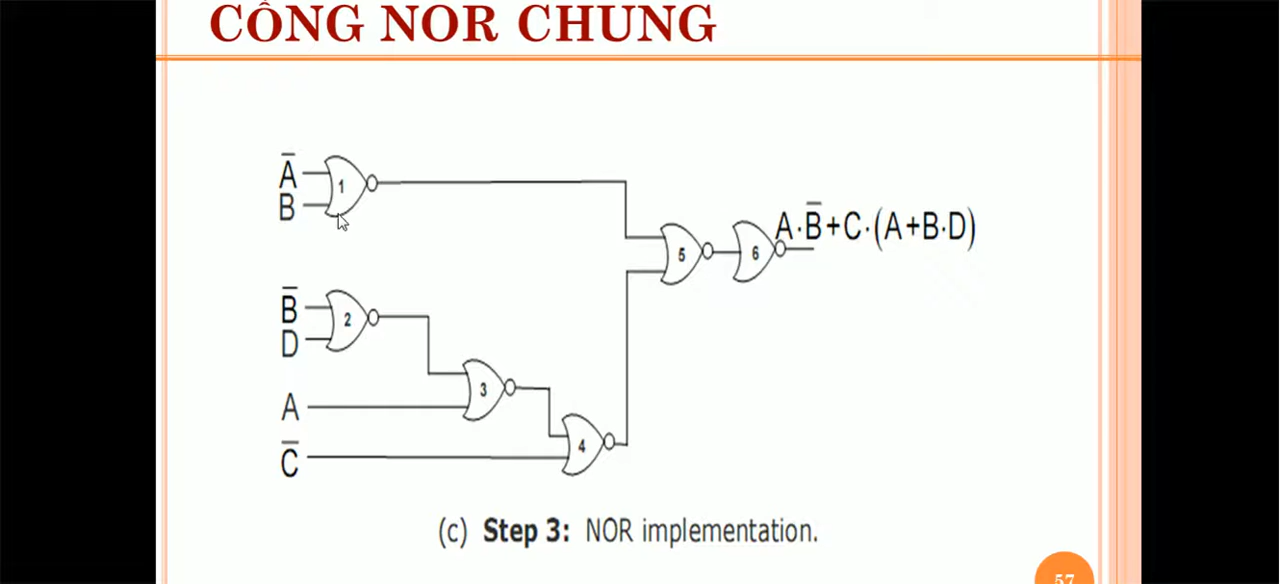 CỔNG NOR CHUNG
A̅
B
1
5
6
A·B̅+C·(A+B·D)
B̅
D
2
3
A
4
C̅
(c) Step 3: NOR implementation.
57